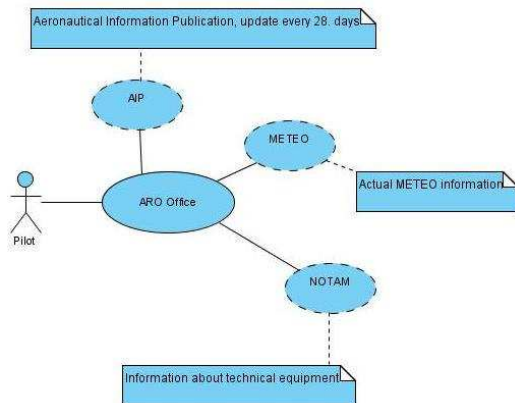 Aeronautical Information Publication, update every 28. days
AIP
METEO
Actual METEO information
ARO Office
Pilot
NOTAM
Information about technical equipment